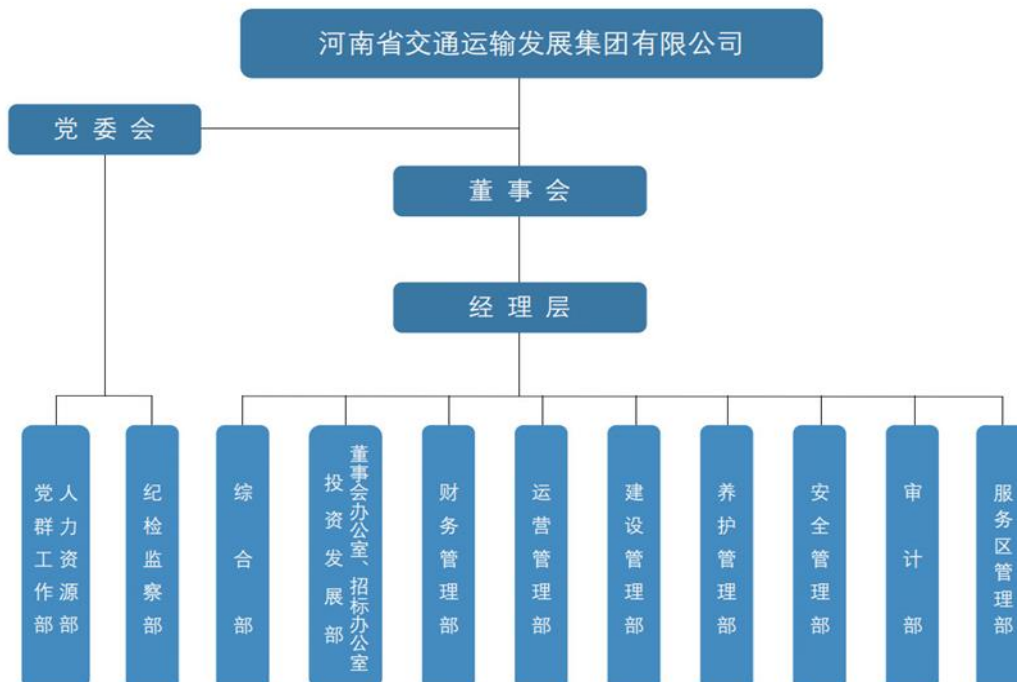 河南省交通运输发展集团有限公司
党委会
董事会
经理层
党群工作部
人力资源部
纪检监察部
综合部
投资发展部
董事会办公室、招标办公室
财务管理部
运营管理部
建设管理部
养护管理部
安全管理部
审计部
服务区管理部